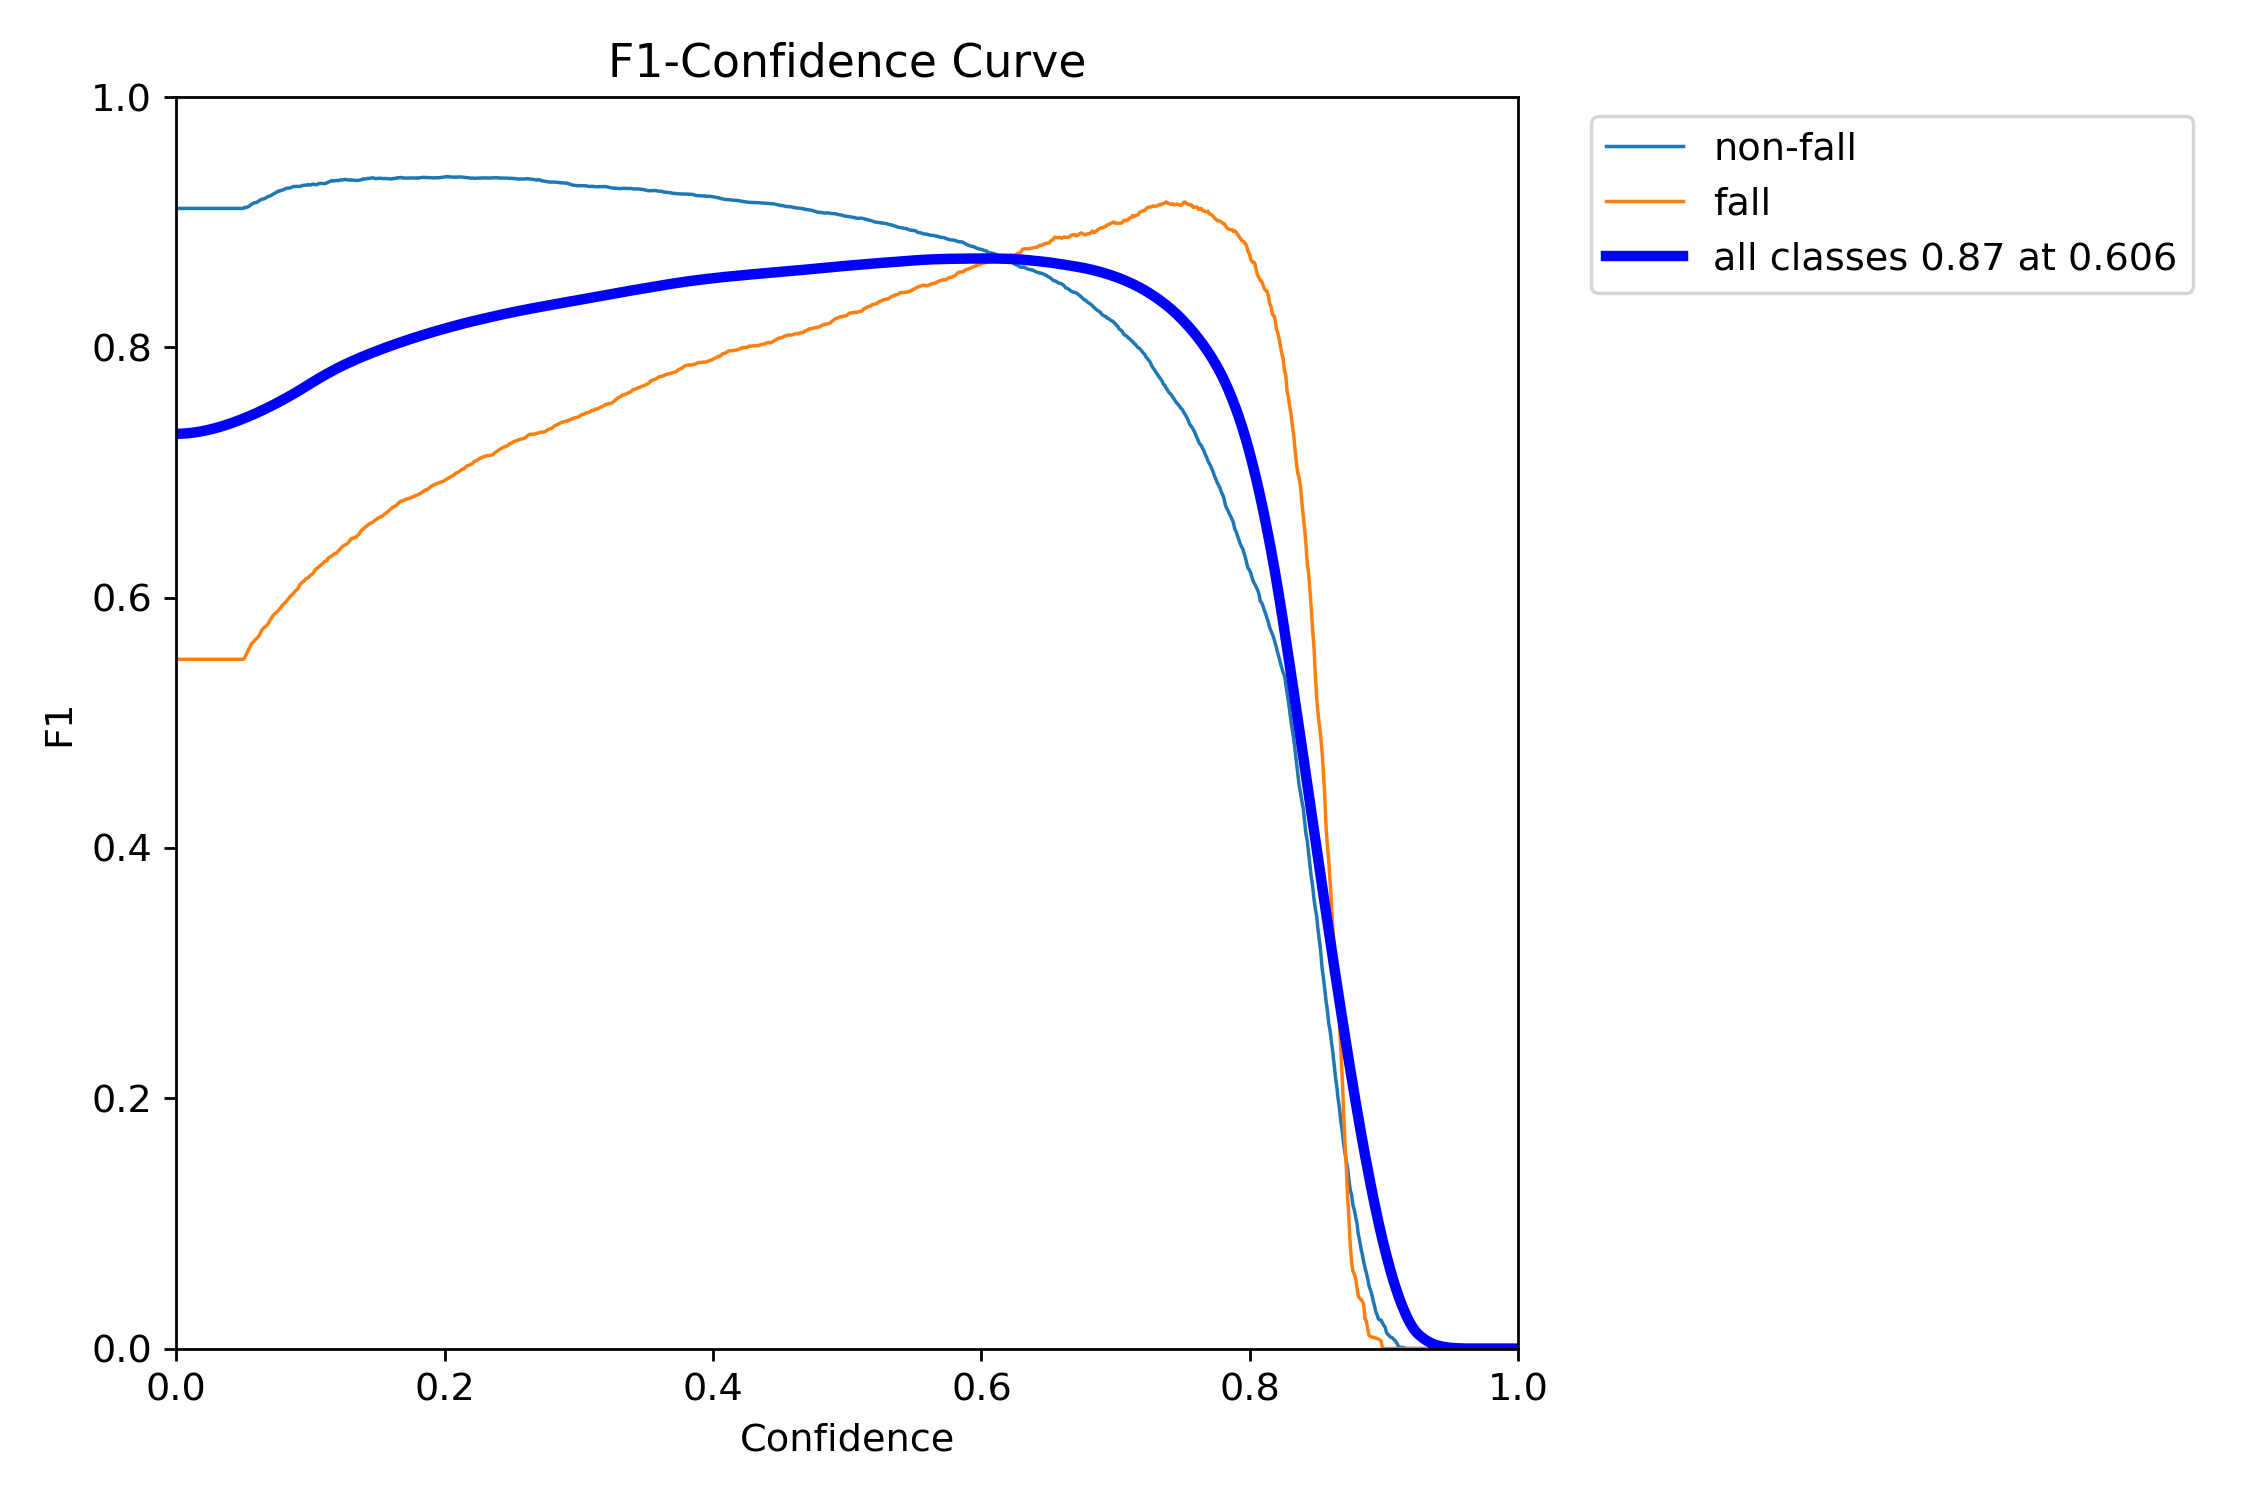 F1-Confidence Curve
1.0
0.8
0.6
0.4
0.2
0.0
F1
0.0 0.2 0.4 0.6 0.8 1.0
Confidence
non-fall
fall
all classes 0.87 at 0.606